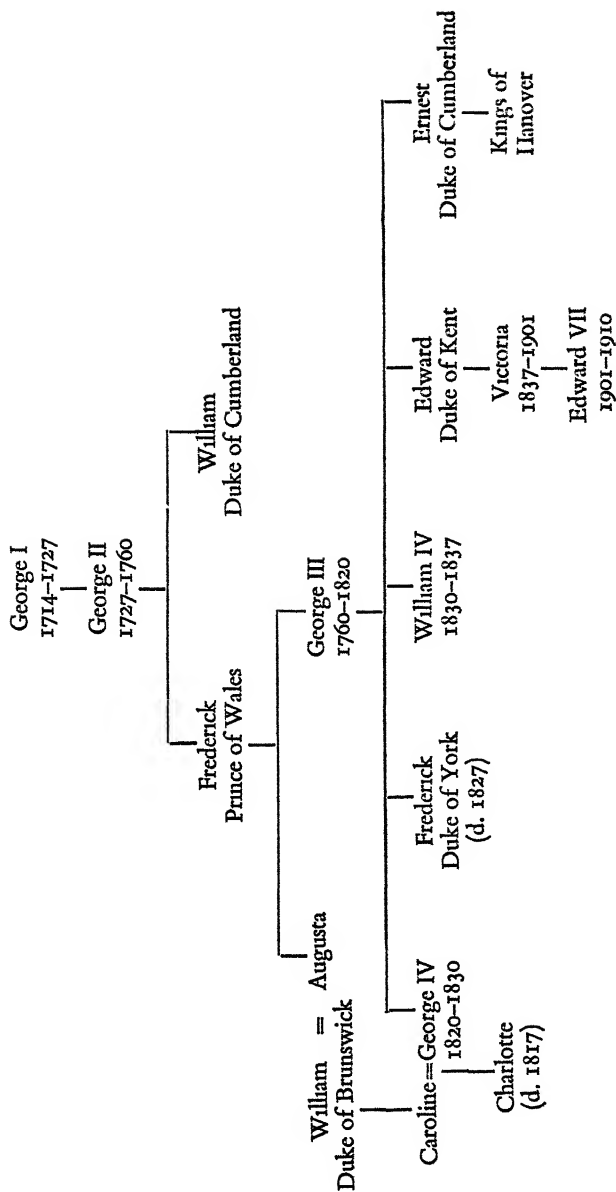 George I
1714–1727
George II
1727–1760
Frederick
Prince of Wales
William
Duke of Cumberland
William = Augusta
Duke of Brunswick
George III
1760–1820
Caroline=George IV
1820–1830
Frederick
Duke of York
(d. 1827)
William IV
1830–1837
Edward
Duke of Kent
Ernest
Duke of Cumberland
Charlotte
(d. 1817)
Victoria
1837–1901
Kings of
Hanover
Edward VII
1901–1910